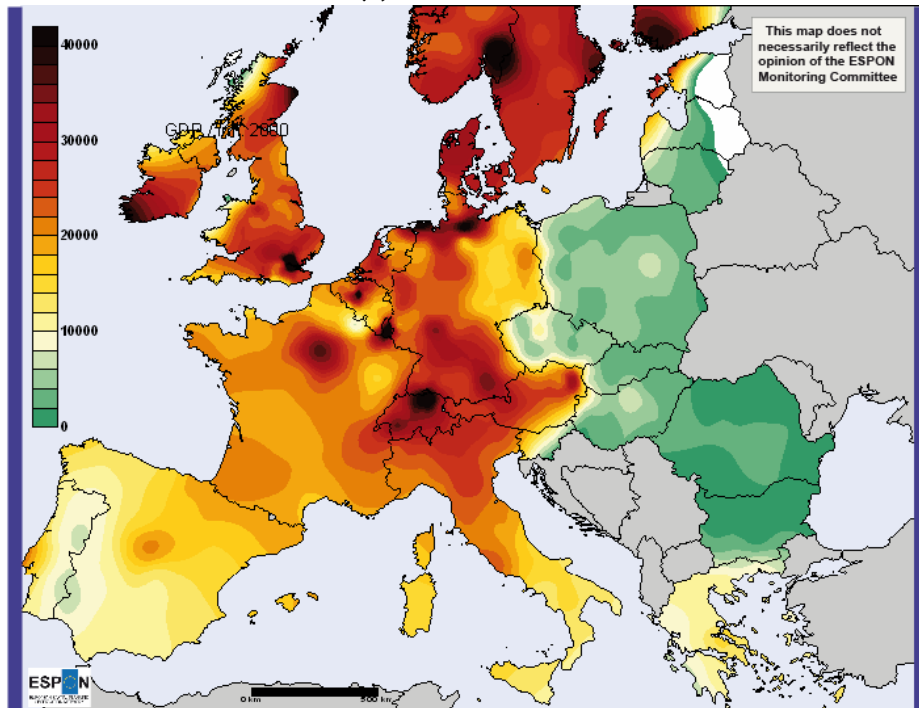 This map does not
necessarily reflect the
opinion of the ESPON
Monitoring Committee
40000
30000
20000
10000
0
ESPON
0 km
500 km